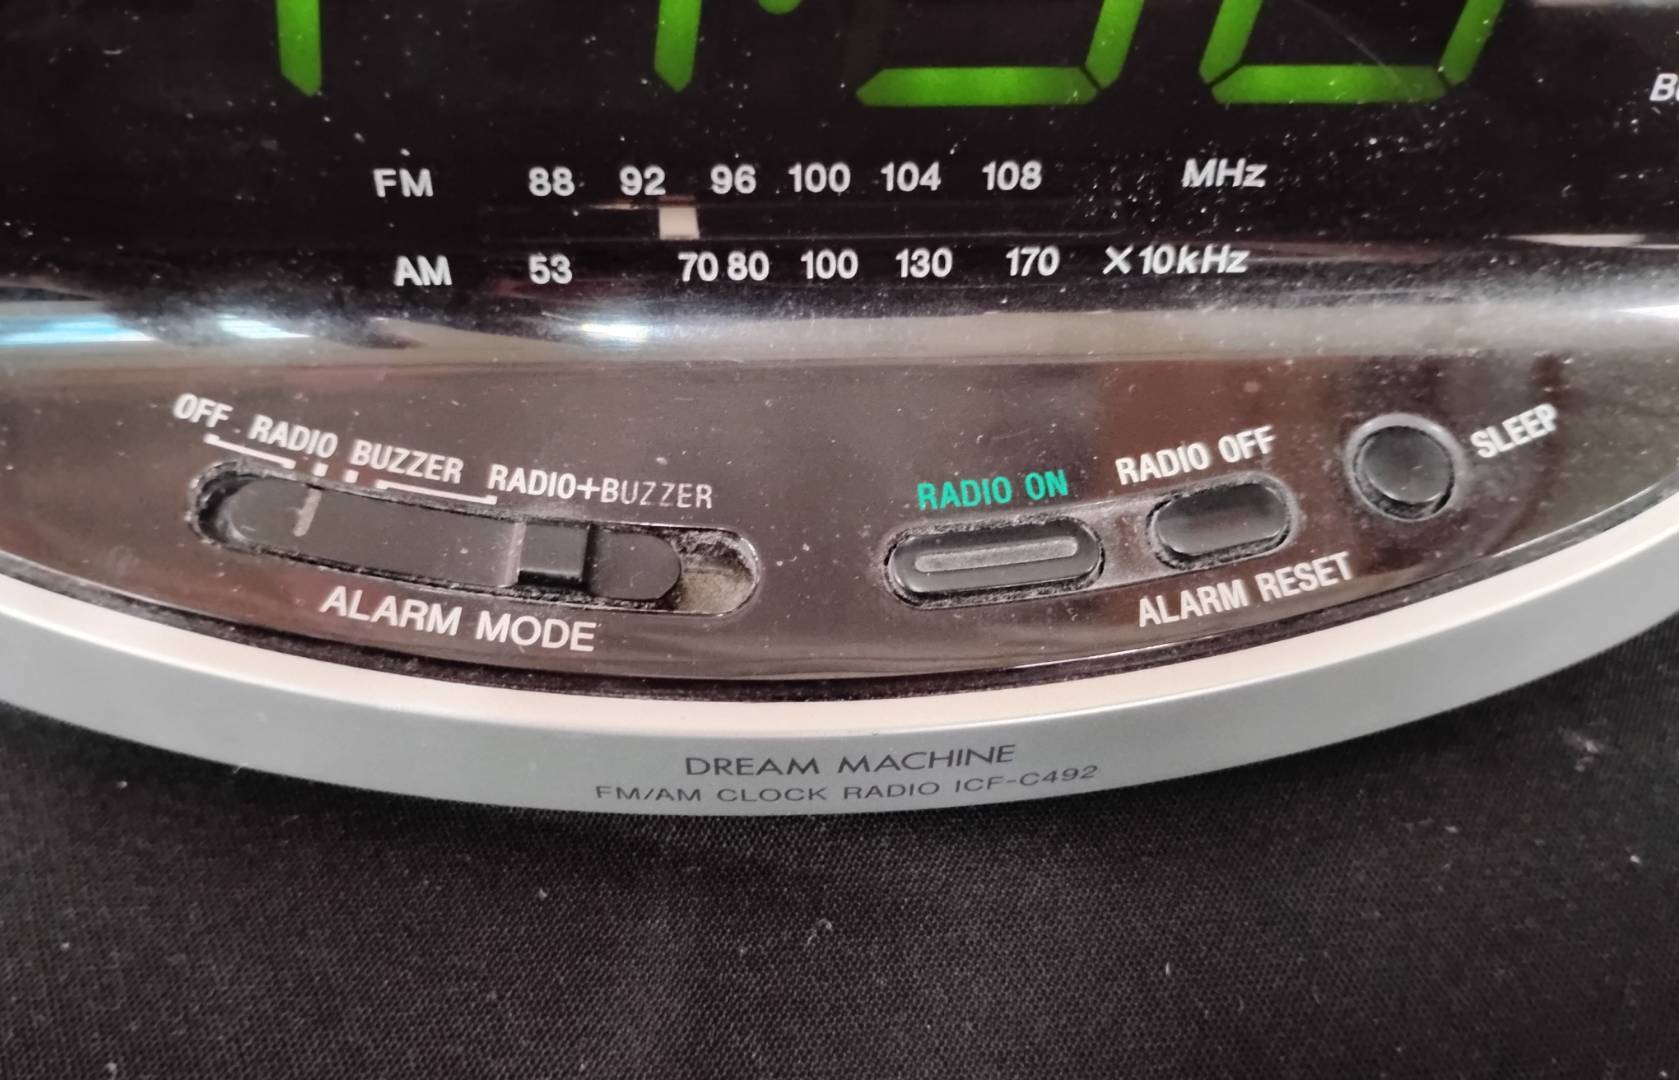 FM 88 92 96 100 104 108 MHz
AM 53 70 80 100 130 170 X10kHz
OFF RADIO BUZZER RADIO+BUZZER
ALARM MODE
RADIO ON
RADIO OFF
ALARM RESET
SLEEP
DREAM MACHINE
FM/AM CLOCK RADIO ICF-C492